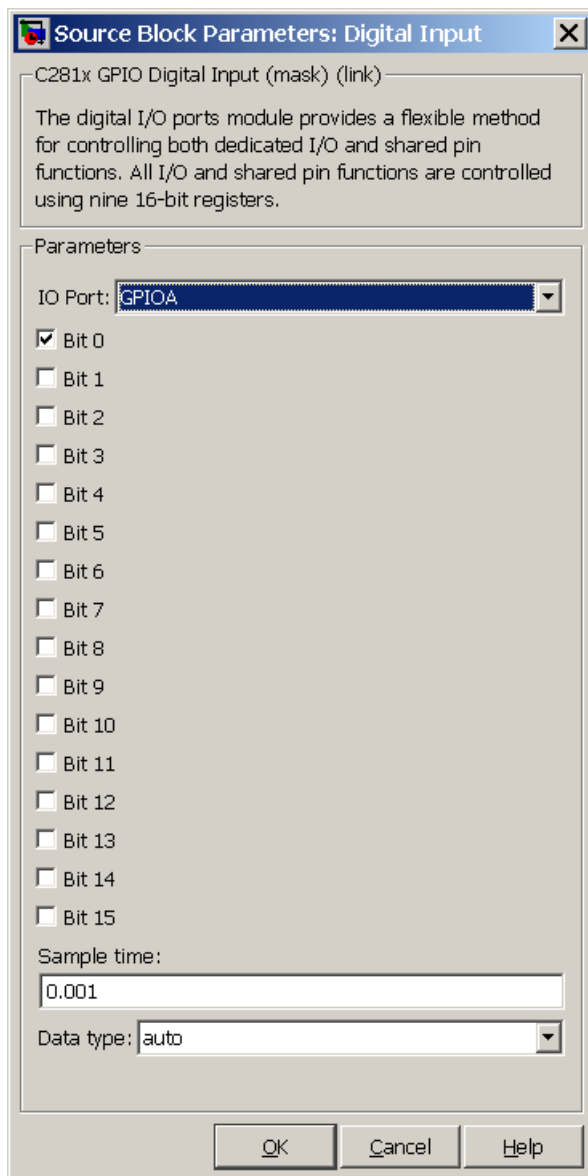 Source Block Parameters: Digital Input
C281x GPIO Digital Input (mask) (link)
The digital I/O ports module provides a flexible method
for controlling both dedicated I/O and shared pin
functions. All I/O and shared pin functions are controlled
using nine 16-bit registers.
Parameters
IO Port: GPIOA
Bit 0
Bit 1
Bit 2
Bit 3
Bit 4
Bit 5
Bit 6
Bit 7
Bit 8
Bit 9
Bit 10
Bit 11
Bit 12
Bit 13
Bit 14
Bit 15
Sample time:
0.001
Data type: auto
OK Cancel Help